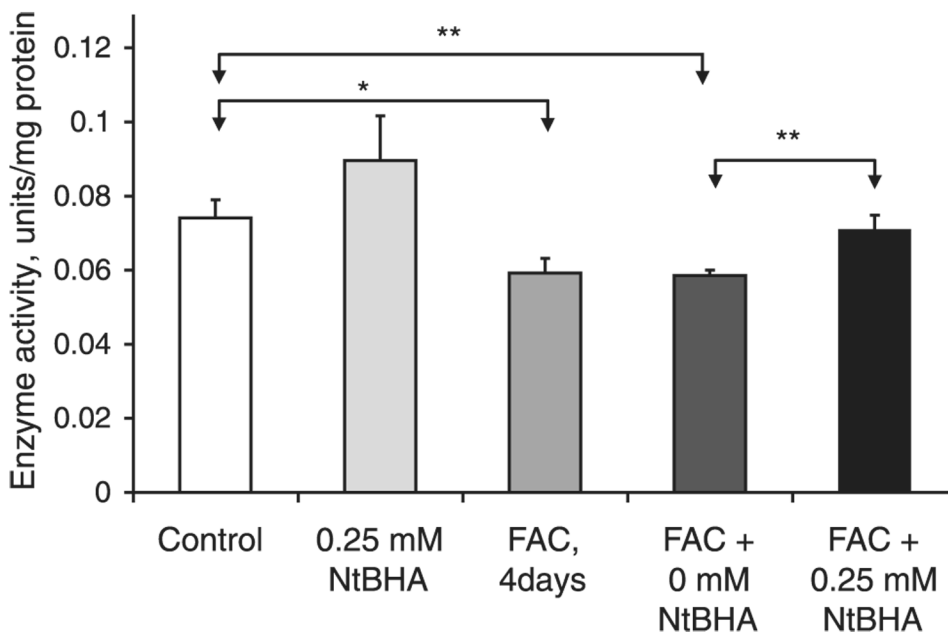 Enzyme activity, units/mg protein
0.12
0.1
0.08
0.06
0.04
0.02
0
**
*
**
Control
0.25 mM
NtBHA
FAC,
4days
FAC +
0 mM
NtBHA
FAC +
0.25 mM
NtBHA